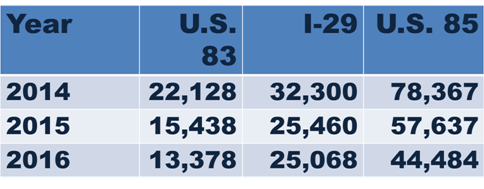 Year U.S. 83 I-29 U.S. 85
2014 22,128 32,300 78,367
2015 15,438 25,460 57,637
2016 13,378 25,068 44,484